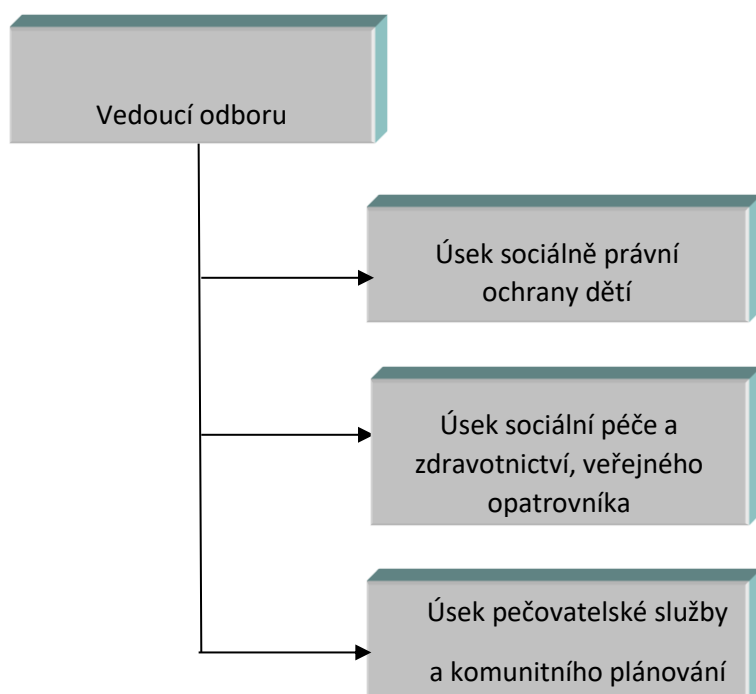 Vedoucí odboru
Úsek sociálně právní
ochrany dětí
Úsek sociální péče a
zdravotnictví, veřejného
opatrovníka
Úsek pečovatelské služby
a komunitního plánování